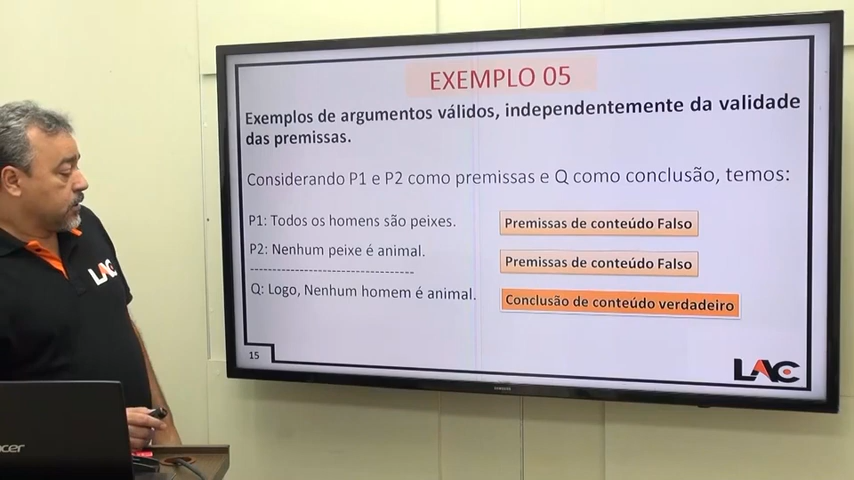 EXEMPLO 05
Exemplos de argumentos válidos, independentemente da validade
das premissas.
Considerando P1 e P2 como premissas e Q como conclusão, temos:
P1: Todos os homens são peixes.
Premissas de conteúdo Falso
P2: Nenhum peixe é animal.
Premissas de conteúdo Falso
----------------------------------
Q: Logo, Nenhum homem é animal.
Conclusão de conteúdo verdadeiro
15
LAC
LAC
SAMSUNG
acer